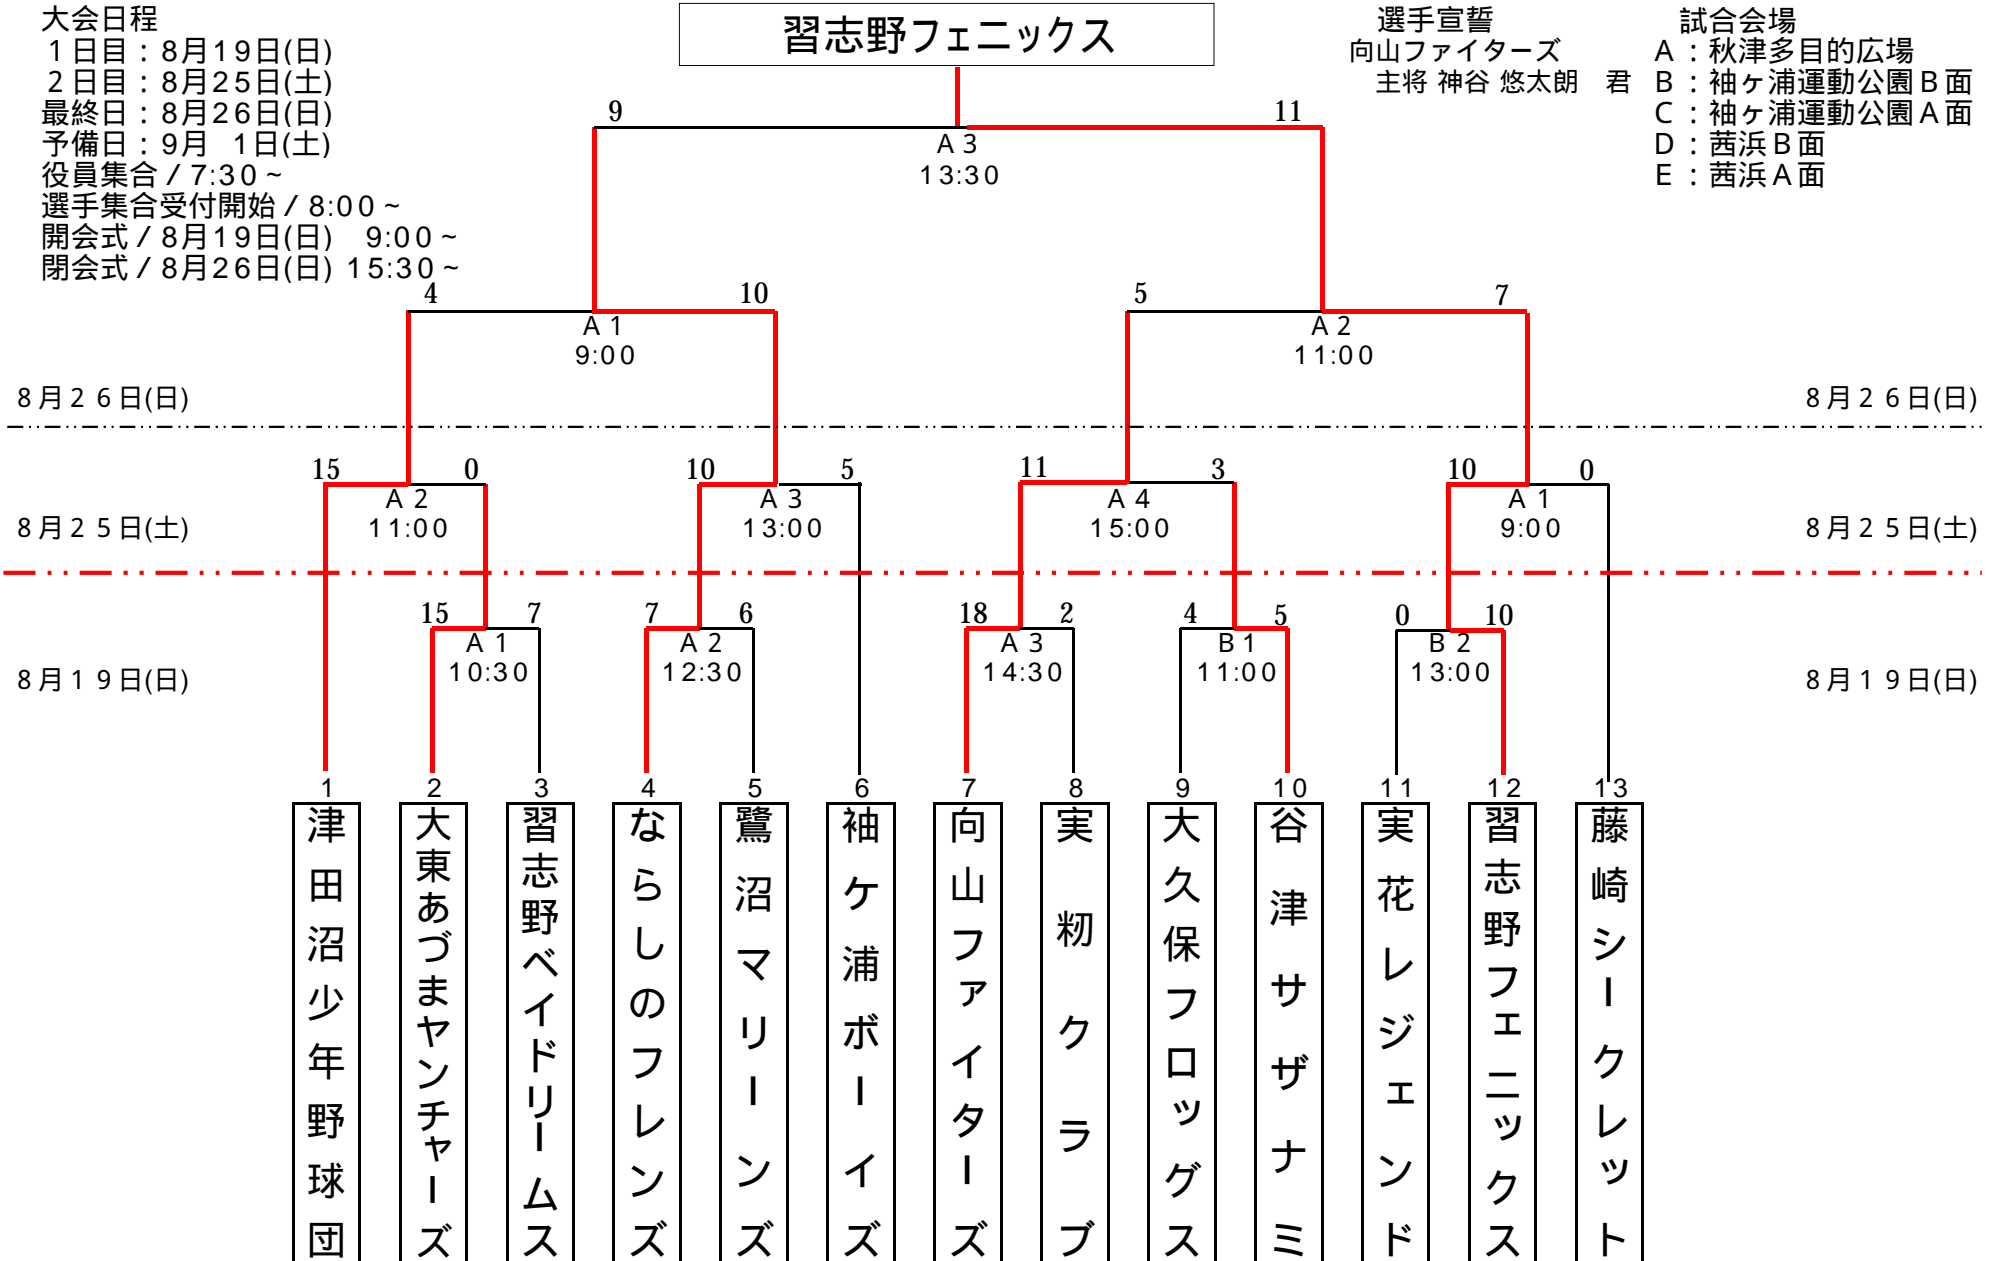 大会日程
1日目：8月19日(日)
2日目：8月25日(土)
最終日：8月26日(日)
予備日：9月　1日(土)
役員集合 / 7:30 ~
選手集合受付開始 / 8:00 ~
開会式 / 8月19日(日)　9:00 ~
閉会式 / 8月26日(日) 15:30 ~
習志野フェニックス
選手宣誓
向山ファイターズ
主将 神谷 悠太朗　君
試合会場
A：秋津多目的広場
B：袖ヶ浦運動公園B面
C：袖ヶ浦運動公園A面
D：茜浜B面
E：茜浜A面
9
11
A3
13:30
4
10
A1
9:00
5
7
A2
11:00
8月26日(日)
8月26日(日)
15
0
A2
11:00
10
5
A3
13:00
11
3
A4
15:00
10
0
A1
9:00
8月25日(土)
8月25日(土)
15
7
A1
10:30
7
6
A2
12:30
18
2
A3
14:30
4
5
B1
11:00
0
10
B2
13:00
8月19日(日)
8月19日(日)
1
津田沼少年野球団
2
大東あづまヤンチャーズ
3
習志野ベイドリームス
4
ならしのフレンズ
5
鷺沼マリーンズ
6
袖ケ浦ボーイズ
7
向山ファイターズ
8
実籾クラブ
9
大久保フロッグス
10
谷津サザナミ
11
実花レジェンド
12
習志野フェニックス
13
藤崎シークレット